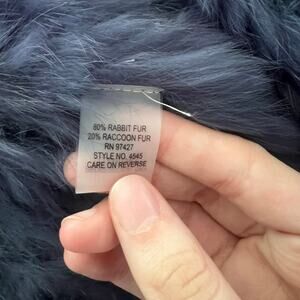 80% RABBIT FUR
20% RACCOON FUR
RN 97427
STYLE NO. 4545
CARE ON REVERSE